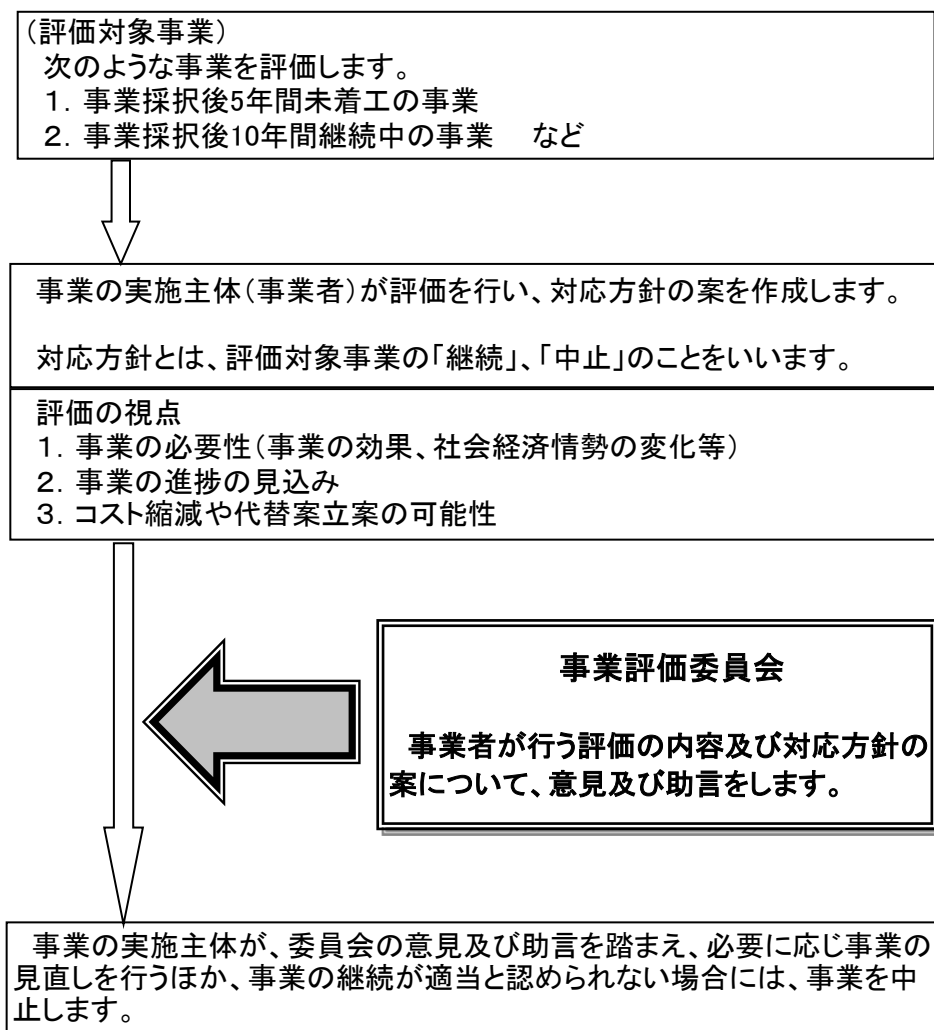 (評価対象事業)
次のような事業を評価します。
1．事業採択後5年間未着工の事業
2．事業採択後10年間継続中の事業　など
事業の実施主体(事業者)が評価を行い、対応方針の案を作成します。
対応方針とは、評価対象事業の「継続」、「中止」のことをいいます。
評価の視点
1．事業の必要性(事業の効果、社会経済情勢の変化等)
2．事業の進捗の見込み
3．コスト縮減や代替案立案の可能性
事業評価委員会
事業者が行う評価の内容及び対応方針の
案について、意見及び助言をします。
事業の実施主体が、委員会の意見及び助言を踏まえ、必要に応じ事業の
見直しを行うほか、事業の継続が適当と認められない場合には、事業を中
止します。